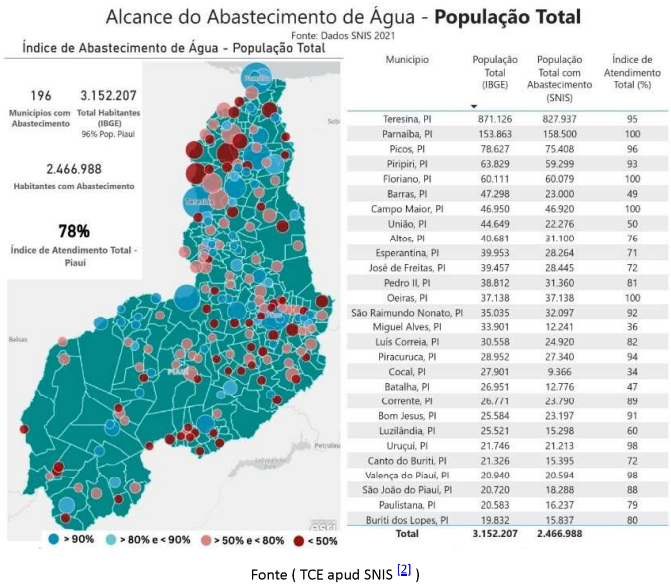 Alcance do Abastecimento de Água - População Total
Fonte: Dados SNIS 2021
Índice de Abastecimento de Água - População Total
196
Municípios com Abastecimento
3.152.207
Total Habitantes (IBGE)
96% Pop. Piauí
2.466.988
Habitantes com Abastecimento
78%
Índice de Atendimento Total - Piauí
Parnaíba
Teresina
Balsas
PIAUÍ
Petrolin
esri
> 90% > 80% e < 90% > 50% e < 80% < 50%
Município População Total (IBGE) População Total com Abastecimento (SNIS) Índice de Atendimento Total (%)
Teresina, PI 871.126 827.937 95
Parnaíba, PI 153.863 158.500 100
Picos, PI 78.627 75.408 96
Piripiri, PI 63.829 59.299 93
Floriano, PI 60.111 60.079 100
Barras, PI 47.298 23.000 49
Campo Maior, PI 46.950 46.920 100
União, PI 44.649 22.276 50
Altos, PI 40.681 31.100 76
Esperantina, PI 39.953 28.264 71
José de Freitas, PI 39.457 28.445 72
Pedro II, PI 38.812 31.360 81
Oeiras, PI 37.138 37.138 100
São Raimundo Nonato, PI 35.035 32.097 92
Miguel Alves, PI 33.901 12.241 36
Luís Correia, PI 30.558 24.920 82
Piracuruca, PI 28.952 27.340 94
Cocal, PI 27.901 9.366 34
Batalha, PI 26.951 12.776 47
Corrente, PI 26.771 23.790 89
Bom Jesus, PI 25.584 23.197 91
Luzilândia, PI 25.521 15.298 60
Uruçuí, PI 21.746 21.213 98
Canto do Buriti, PI 21.326 15.395 72
Valença do Piauí, PI 20.940 20.594 98
São João do Piauí, PI 20.720 18.288 88
Paulistana, PI 20.583 16.237 79
Buriti dos Lopes, PI 19.832 15.837 80
Total 3.152.207 2.466.988
Fonte ( TCE apud SNIS [2] )